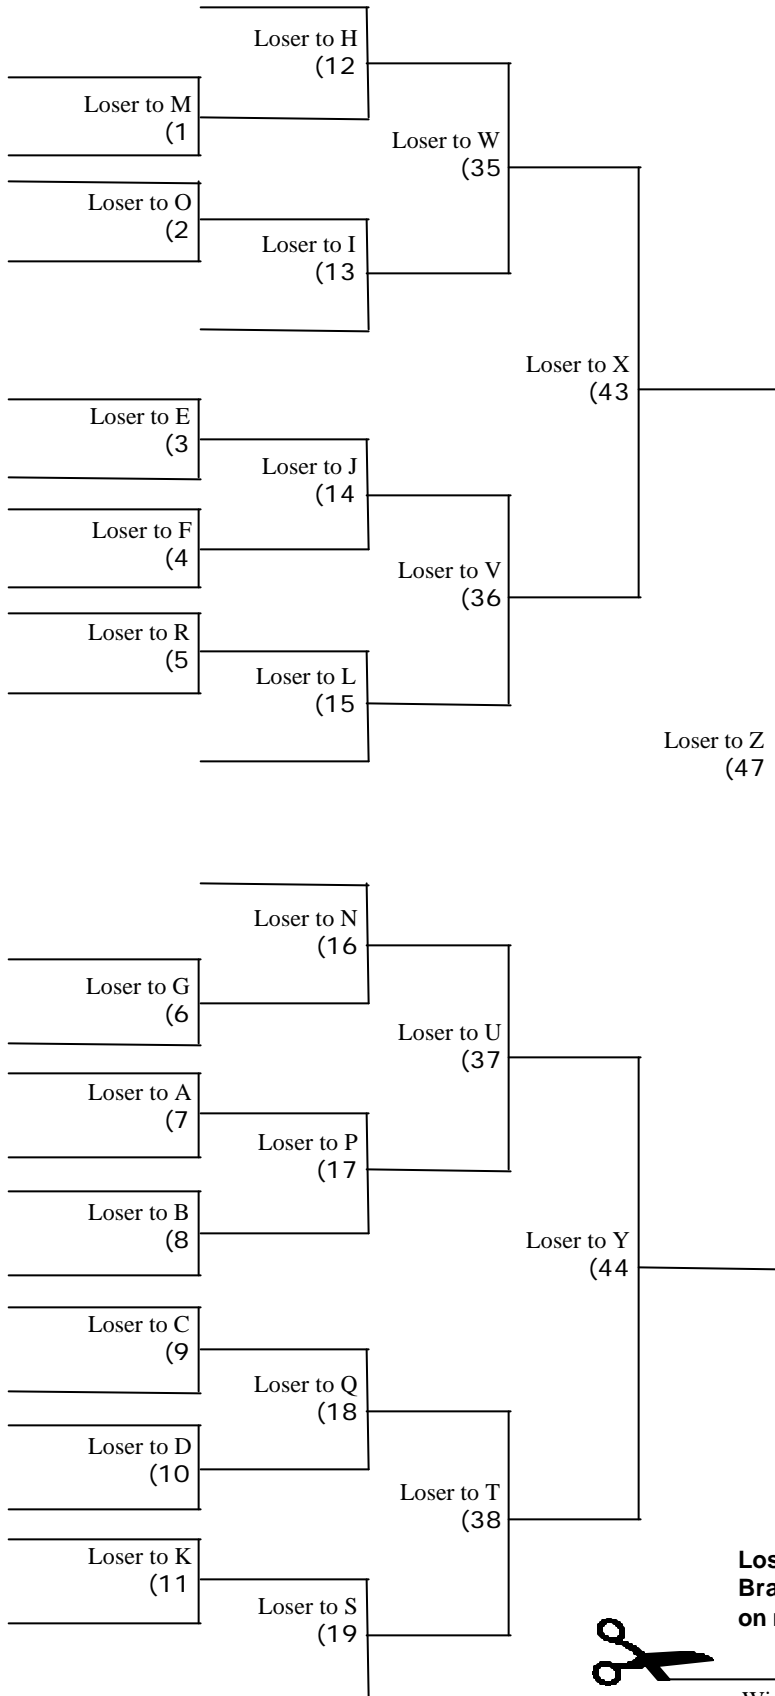 Loser to H
(12
Loser to M
(1
Loser to W
(35
Loser to O
(2
Loser to I
(13
Loser to X
(43
Loser to E
(3
Loser to J
(14
Loser to F
(4
Loser to V
(36
Loser to R
(5
Loser to L
(15
Loser to Z
(47
Loser to N
(16
Loser to G
(6
Loser to U
(37
Loser to A
(7
Loser to P
(17
Loser to B
(8
Loser to Y
(44
Loser to C
(9
Loser to Q
(18
Loser to D
(10
Loser to T
(38
Loser to K
(11
Loser to S
(19
Los
Bra
on